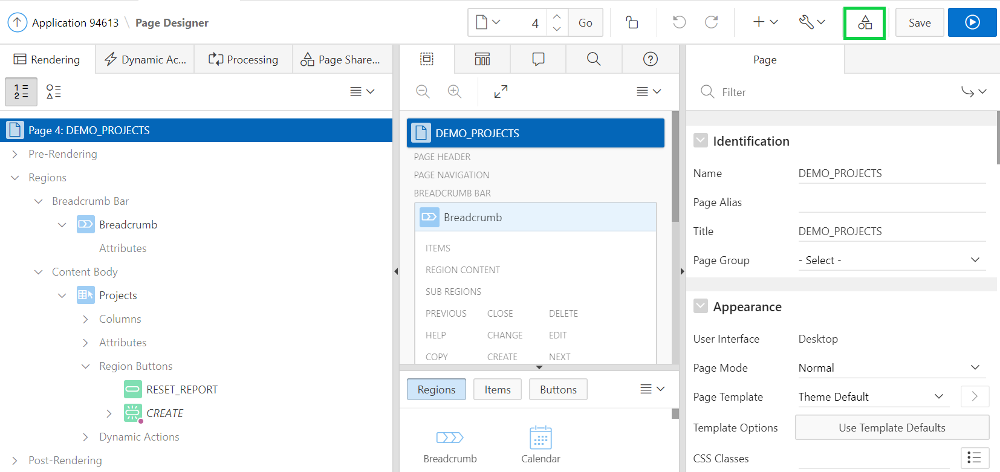 Application 94613 \ Page Designer
4
Go
Save
Rendering
Dynamic Ac...
Processing
Page Share...
Page
1
2
Filter
Page 4: DEMO_PROJECTS
Pre-Rendering
Regions
Breadcrumb Bar
Breadcrumb
Attributes
Content Body
Projects
Columns
Attributes
Region Buttons
RESET_REPORT
CREATE
Dynamic Actions
Post-Rendering
DEMO_PROJECTS
PAGE HEADER
PAGE NAVIGATION
BREADCRUMB BAR
Breadcrumb
ITEMS
REGION CONTENT
SUB REGIONS
PREVIOUS CLOSE DELETE
HELP CHANGE EDIT
COPY CREATE NEXT
Regions Items Buttons
Breadcrumb Calendar
Identification
Name DEMO_PROJECTS
Page Alias
Title DEMO_PROJECTS
Page Group - Select -
Appearance
User Interface Desktop
Page Mode Normal
Page Template Theme Default
Template Options Use Template Defaults
CSS Classes